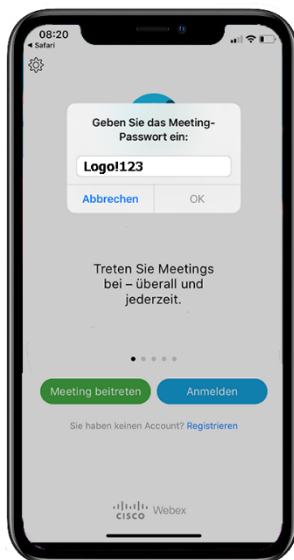 08:20
Safari
Geben Sie das Meeting-
Passwort ein:
Logo!123
Abbrechen
OK
Treten Sie Meetings
bei – überall und
jederzeit.
Meeting beitreten
Anmelden
Sie haben keinen Account? Registrieren
CISCO Webex